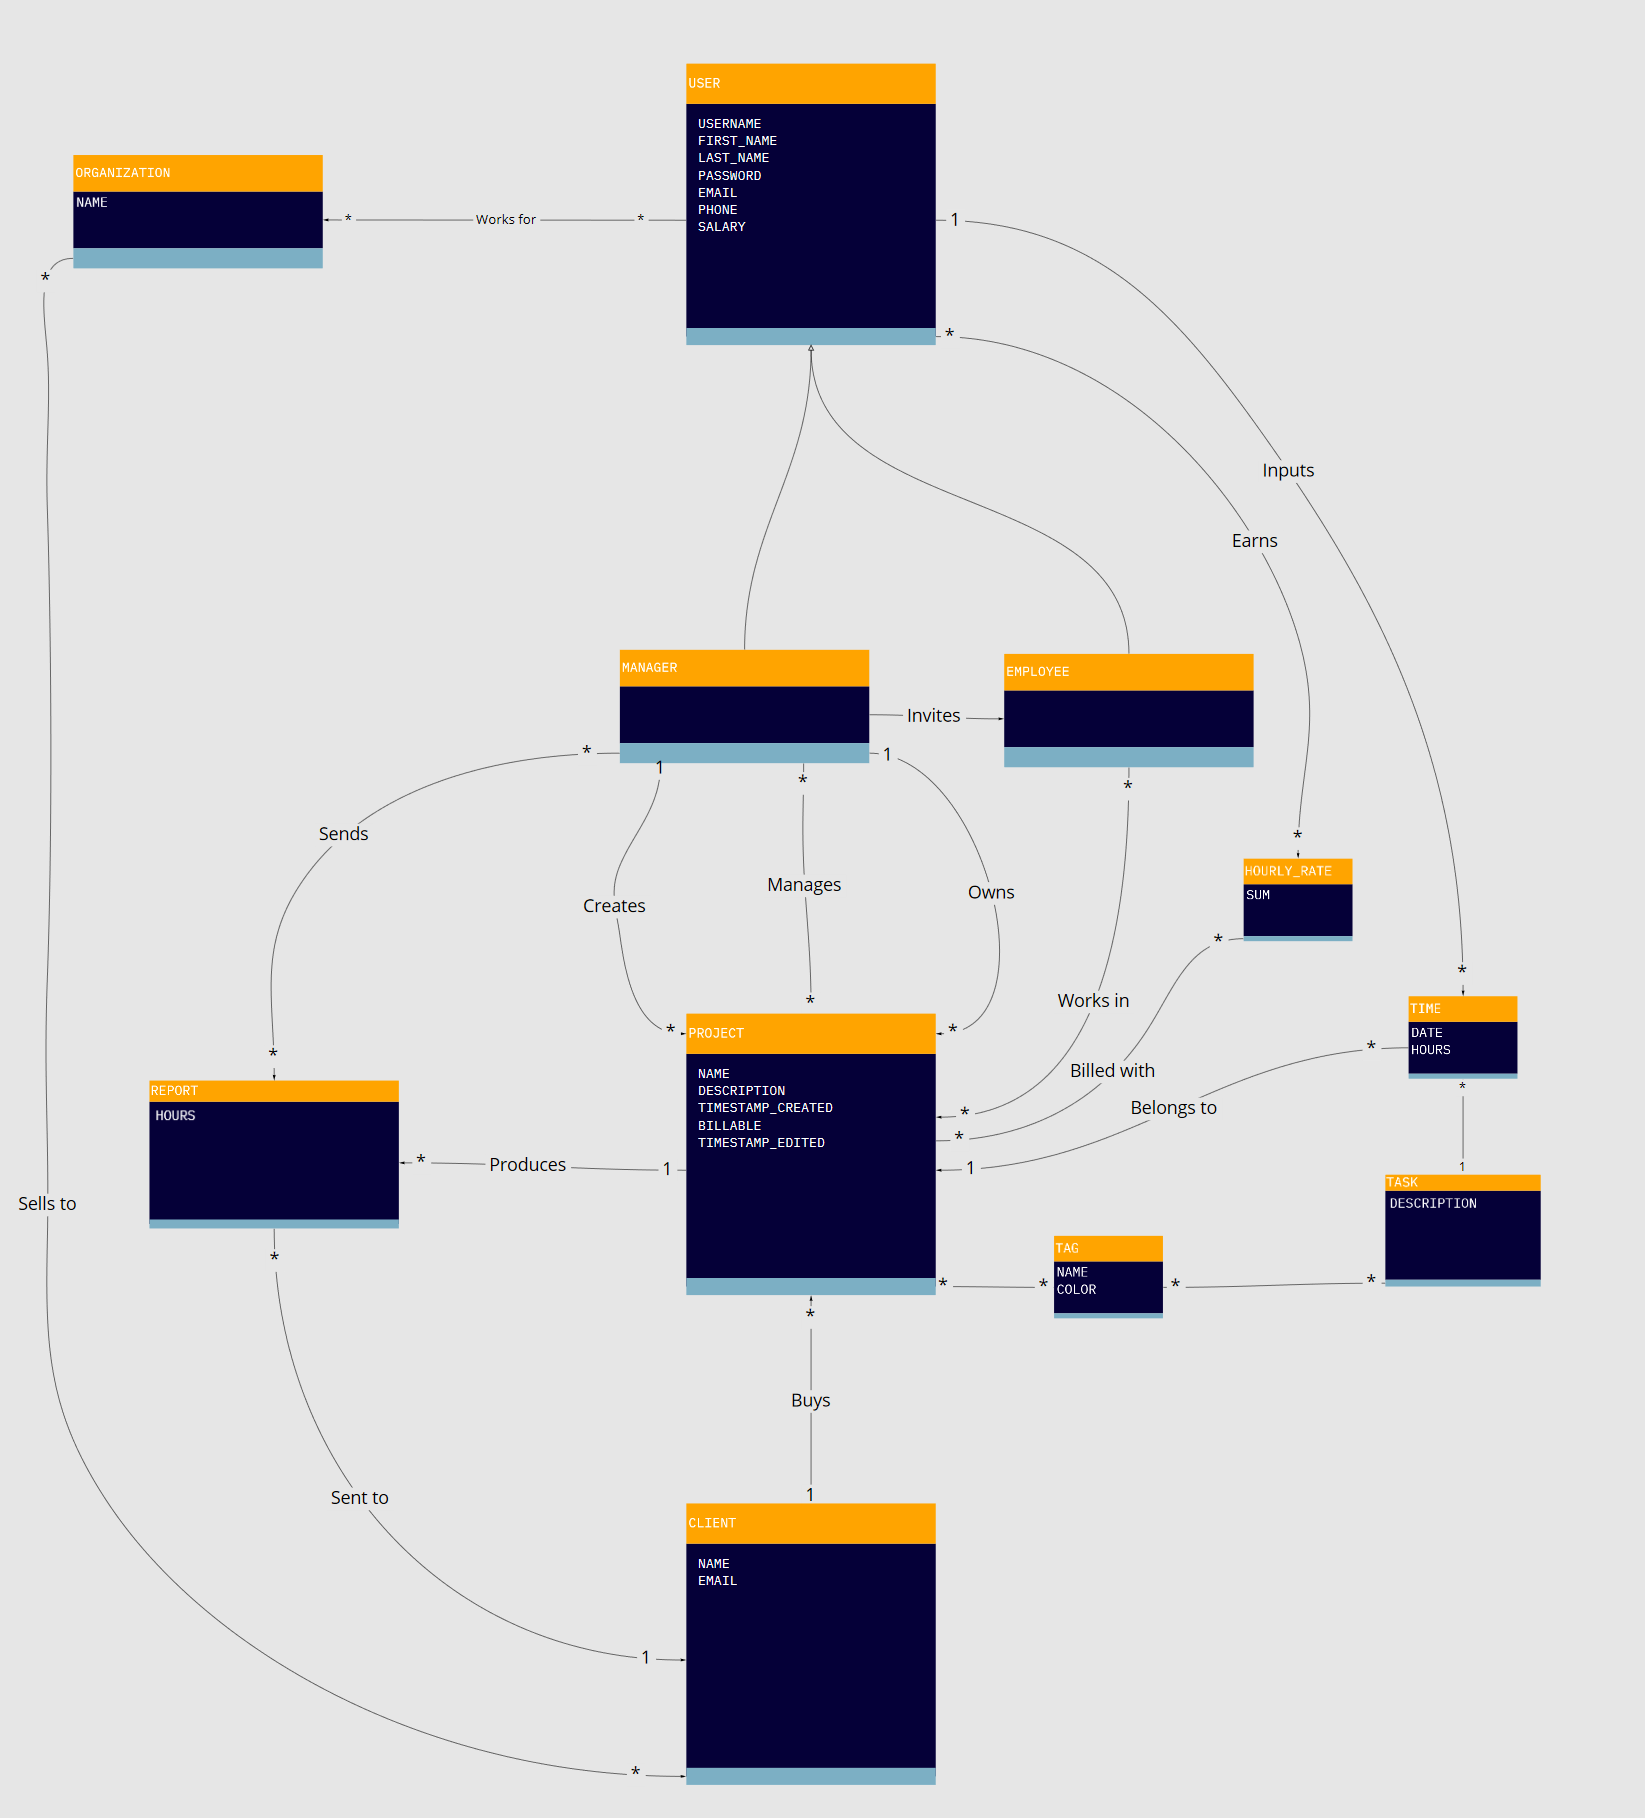 USER
USERNAME
FIRST_NAME
LAST_NAME
PASSWORD
EMAIL
PHONE
SALARY
ORGANIZATION
NAME
* Works for *
1
*
*
Inputs
Earns
MANAGER
EMPLOYEE
Invites
*
1
*
1
*
Sends
Creates
Manages
Owns
*
HOURLY_RATE
SUM
*
*
TIME
DATE
HOURS
*
*
*
*
*
Works in
PROJECT
NAME
DESCRIPTION
TIMESTAMP_CREATED
BILLABLE
TIMESTAMP_EDITED
*
*
1
Billed with
Belongs to
*
1
*
REPORT
HOURS
* Produces 1
Sells to
TASK
DESCRIPTION
TAG
NAME
COLOR
* *
* *
*
*
Buys
1
Sent to
CLIENT
NAME
EMAIL
1
*